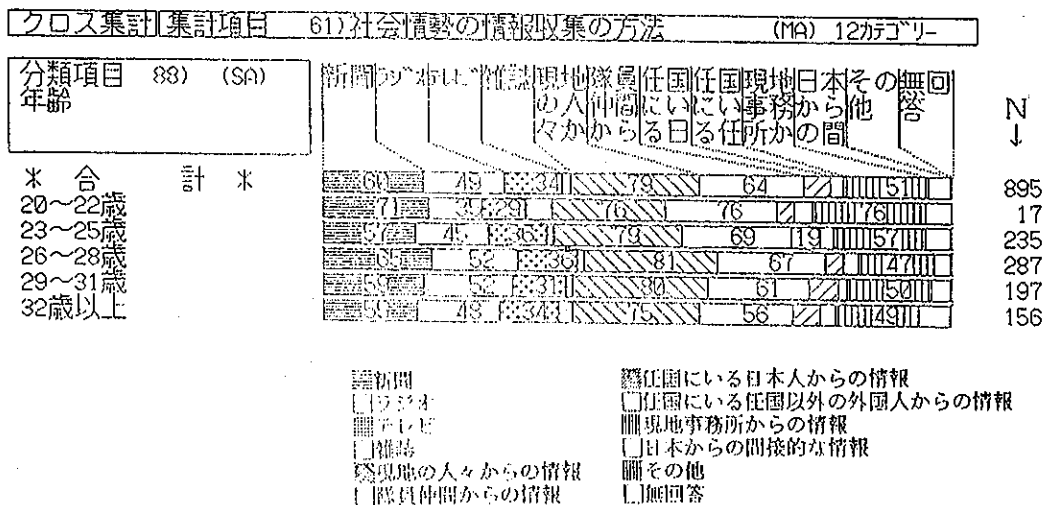 クロス集計 集計項目 61)社会情勢の情報収集の方法 (MA) 12カテゴリー
分類項目 88) (SA)
年齢
新聞 ラジオ テレビ 雑誌 現地の人々か 隊員仲間から 任国にいる日 任国にいる任 現地事務所か 日本からの間 その他 無回答
N
↓
* 合 計 * 60 49 34 79 64 51 895
20～22歳 71 35 29 76 76 76 17
23～25歳 57 45 36 79 69 19 57 235
26～28歳 65 52 36 81 67 47 287
29～31歳 59 52 31 80 61 50 197
32歳以上 55 48 34 75 56 49 156
新聞
ラジオ
テレビ
雑誌
現地の人々からの情報
隊員仲間からの情報
任国にいる日本人からの情報
任国にいる任国以外の外国人からの情報
現地事務所からの情報
日本からの間接的な情報
その他
無回答